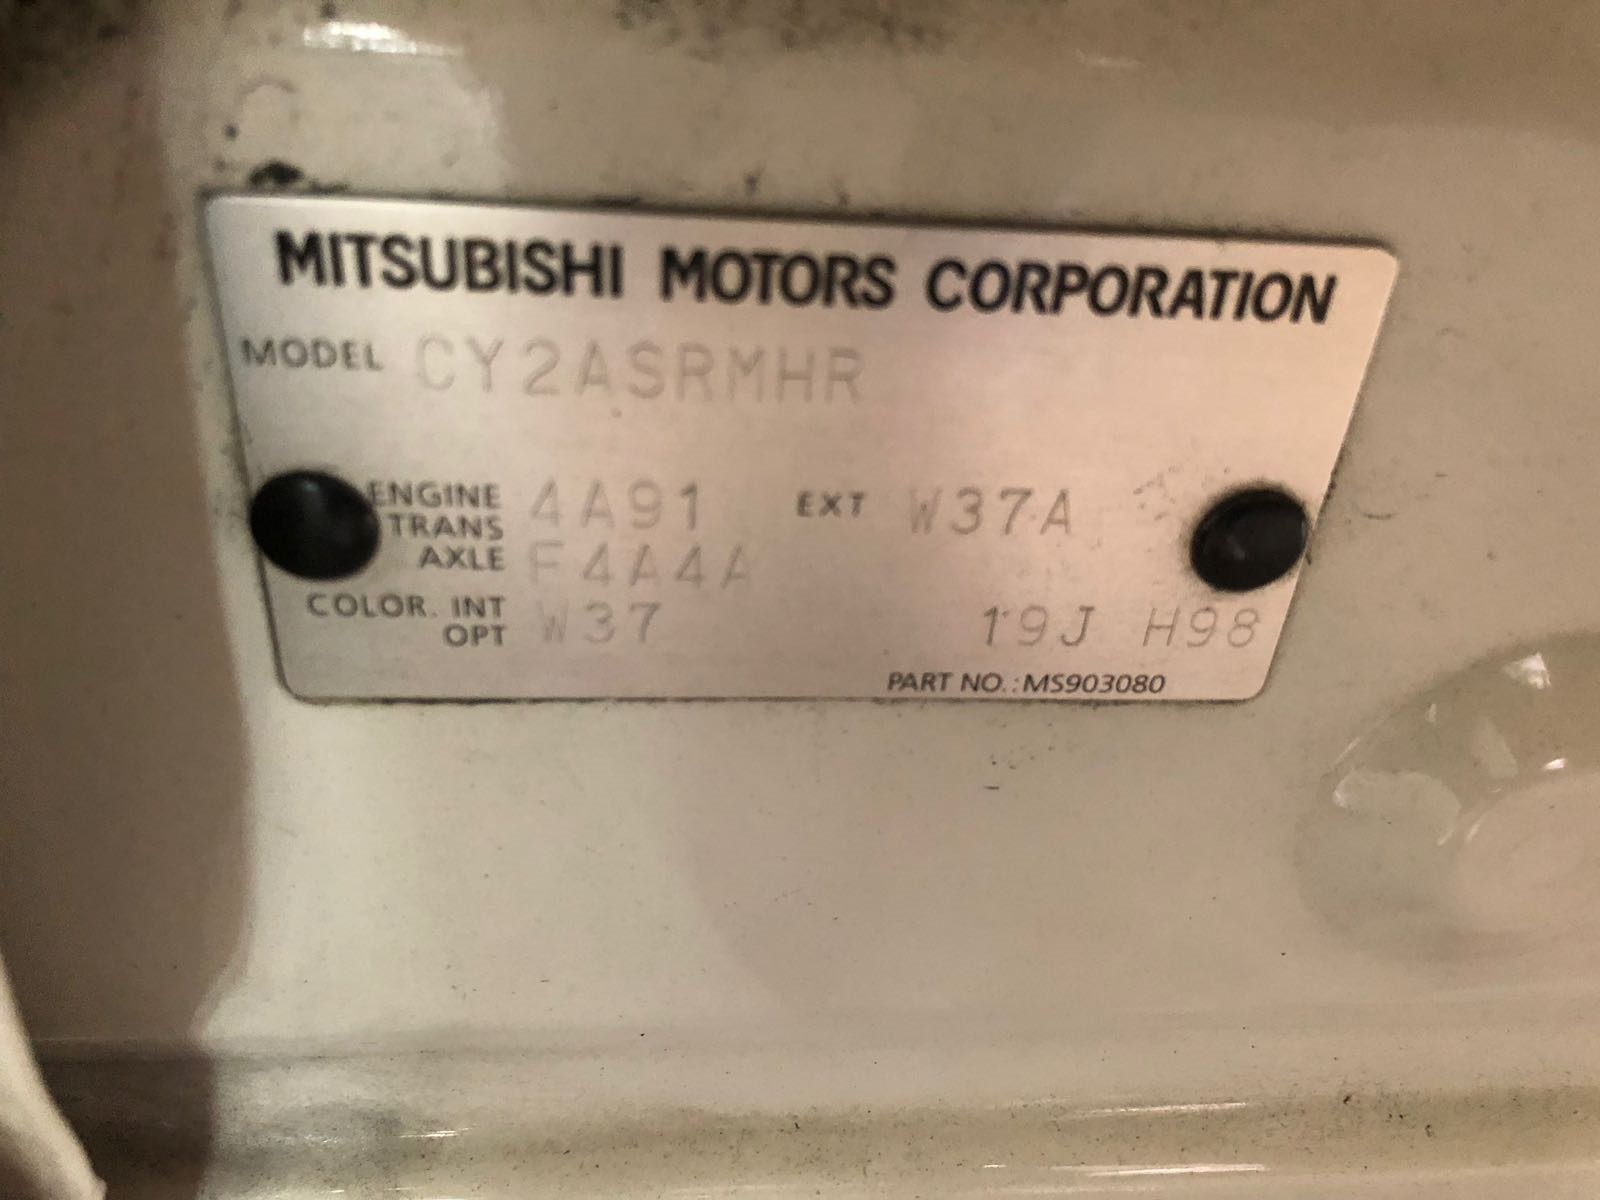 MITSUBISHI MOTORS CORPORATION
MODEL CY2ASRMHR
ENGINE 4A91 EXT W37A
TRANS
AXLE F4A4A
COLOR. INT W37 19J H98
OPT
PART NO.:MS903080